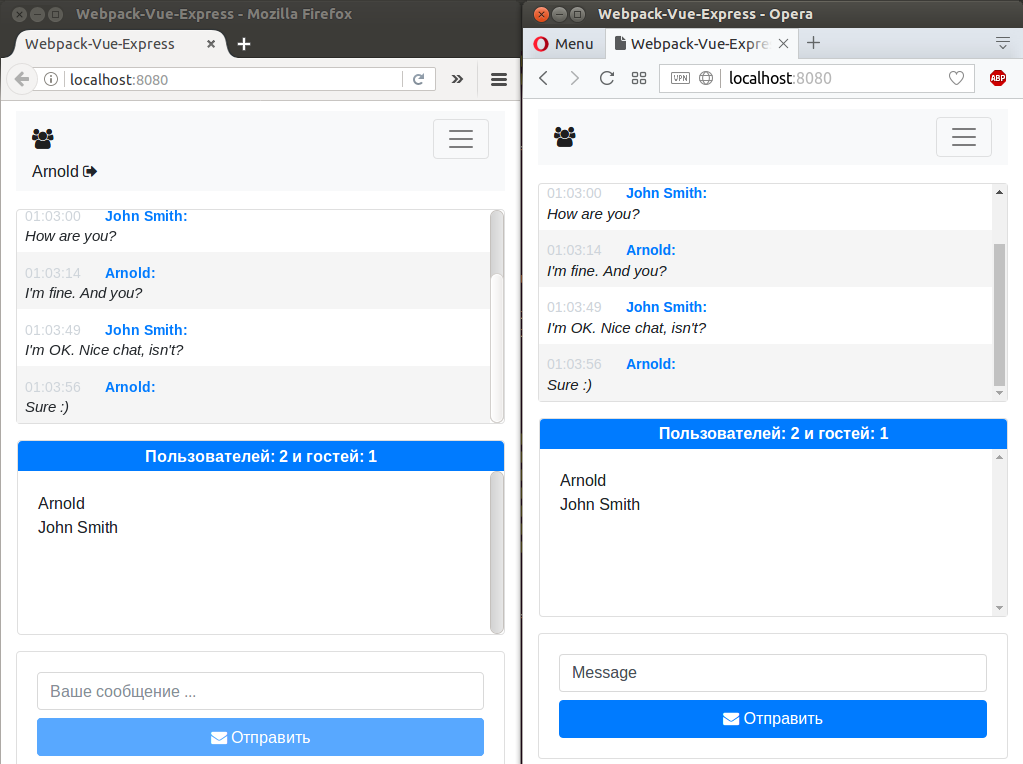 Webpack-Vue-Express - Mozilla Firefox
Webpack-Vue-Express
localhost:8080
Arnold
01:03:00 John Smith:
How are you?
01:03:14 Arnold:
I'm fine. And you?
01:03:49 John Smith:
I'm OK. Nice chat, isn't?
01:03:56 Arnold:
Sure :)
Пользователей: 2 и гостей: 1
Arnold
John Smith
Ваше сообщение ...
Отправить
Webpack-Vue-Express - Opera
Menu
Webpack-Vue-Expre
VPN
localhost:8080
ABP
01:03:00 John Smith:
How are you?
01:03:14 Arnold:
I'm fine. And you?
01:03:49 John Smith:
I'm OK. Nice chat, isn't?
01:03:56 Arnold:
Sure :)
Пользователей: 2 и гостей: 1
Arnold
John Smith
Message
Отправить